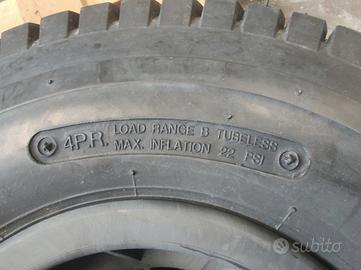 4P.R. LOAD RANGE B TUBELESS
MAX. INFLATION 22 PSI
subito